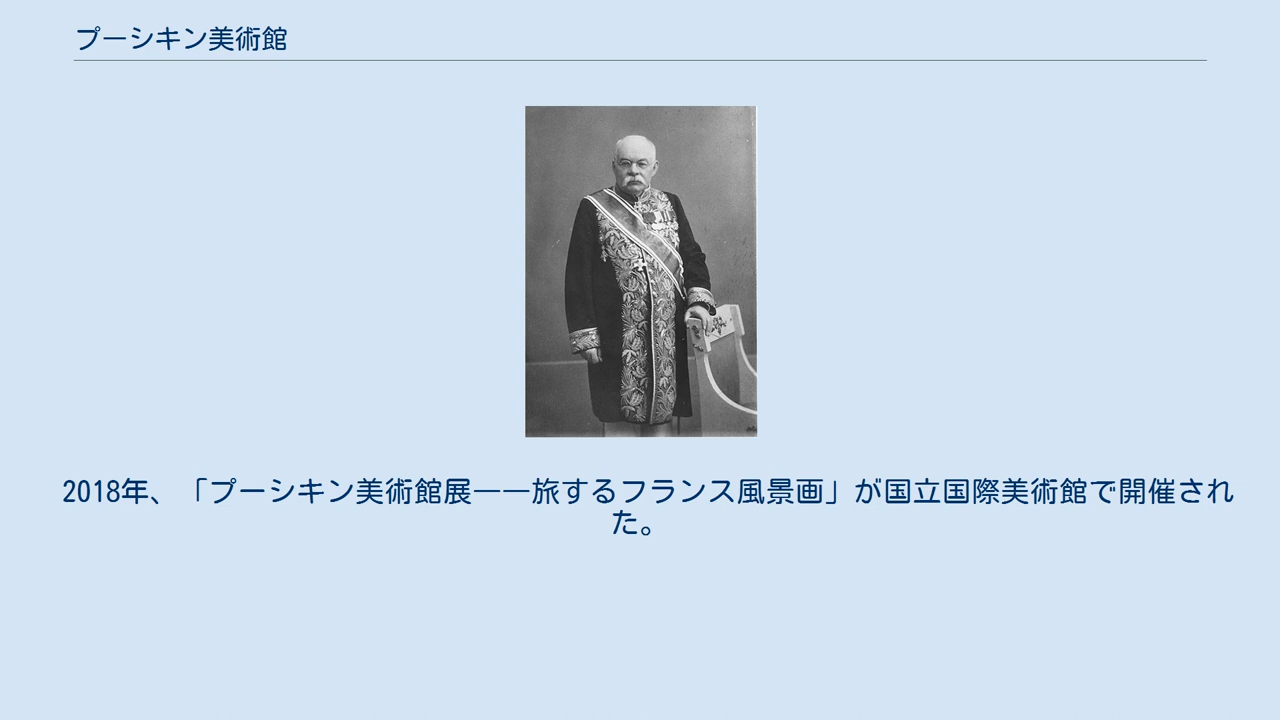 プーシキン美術館
2018年、「プーシキン美術館展――旅するフランス風景画」が国立国際美術館で開催され
た。